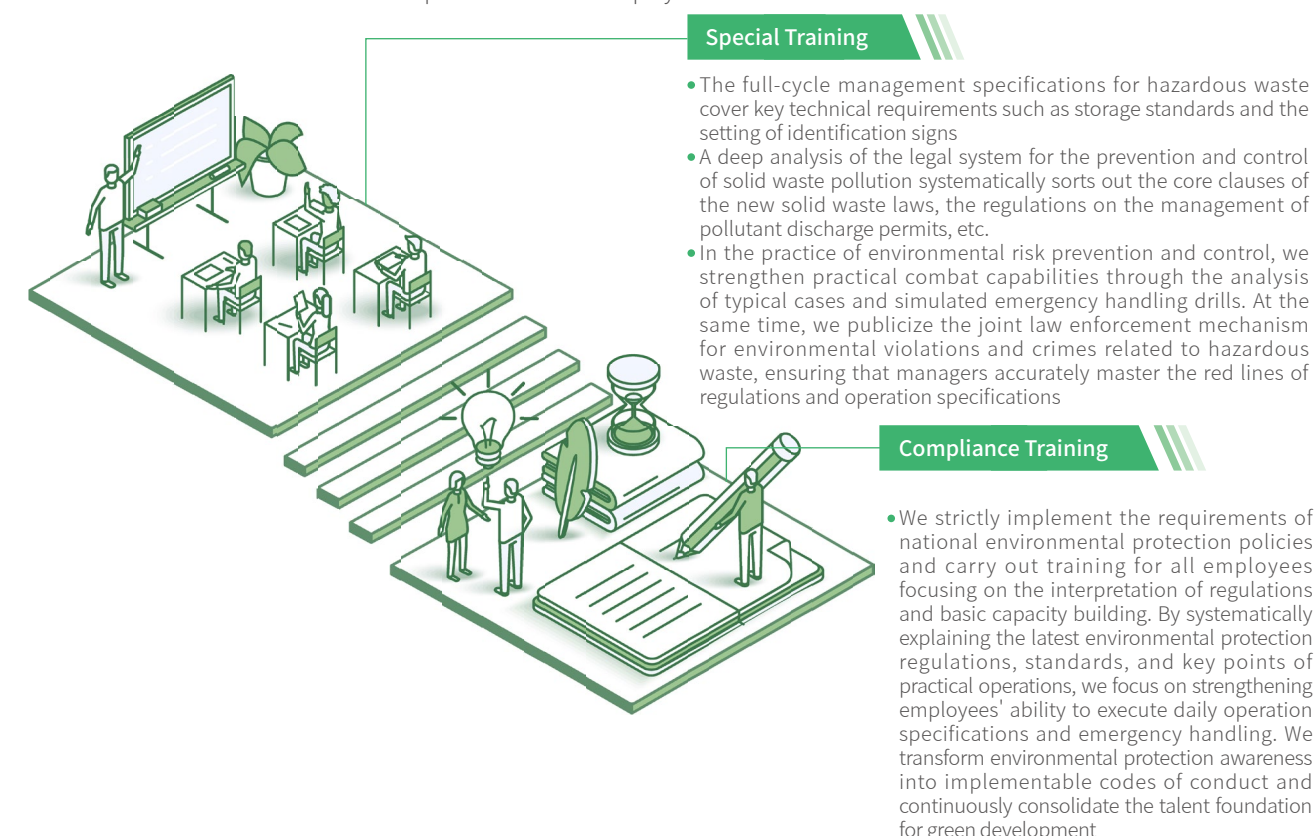 Special Training
• The full-cycle management specifications for hazardous waste
cover key technical requirements such as storage standards and the
setting of identification signs
• A deep analysis of the legal system for the prevention and control
of solid waste pollution systematically sorts out the core clauses of
the new solid waste laws, the regulations on the management of
pollutant discharge permits, etc.
• In the practice of environmental risk prevention and control, we
strengthen practical combat capabilities through the analysis
of typical cases and simulated emergency handling drills. At the
same time, we publicize the joint law enforcement mechanism
for environmental violations and crimes related to hazardous
waste, ensuring that managers accurately master the red lines of
regulations and operation specifications
Compliance Training
• We strictly implement the requirements of
national environmental protection policies
and carry out training for all employees
focusing on the interpretation of regulations
and basic capacity building. By systematically
explaining the latest environmental protection
regulations, standards, and key points of
practical operations, we focus on strengthening
employees' ability to execute daily operation
specifications and emergency handling. We
transform environmental protection awareness
into implementable codes of conduct and
continuously consolidate the talent foundation
for green development